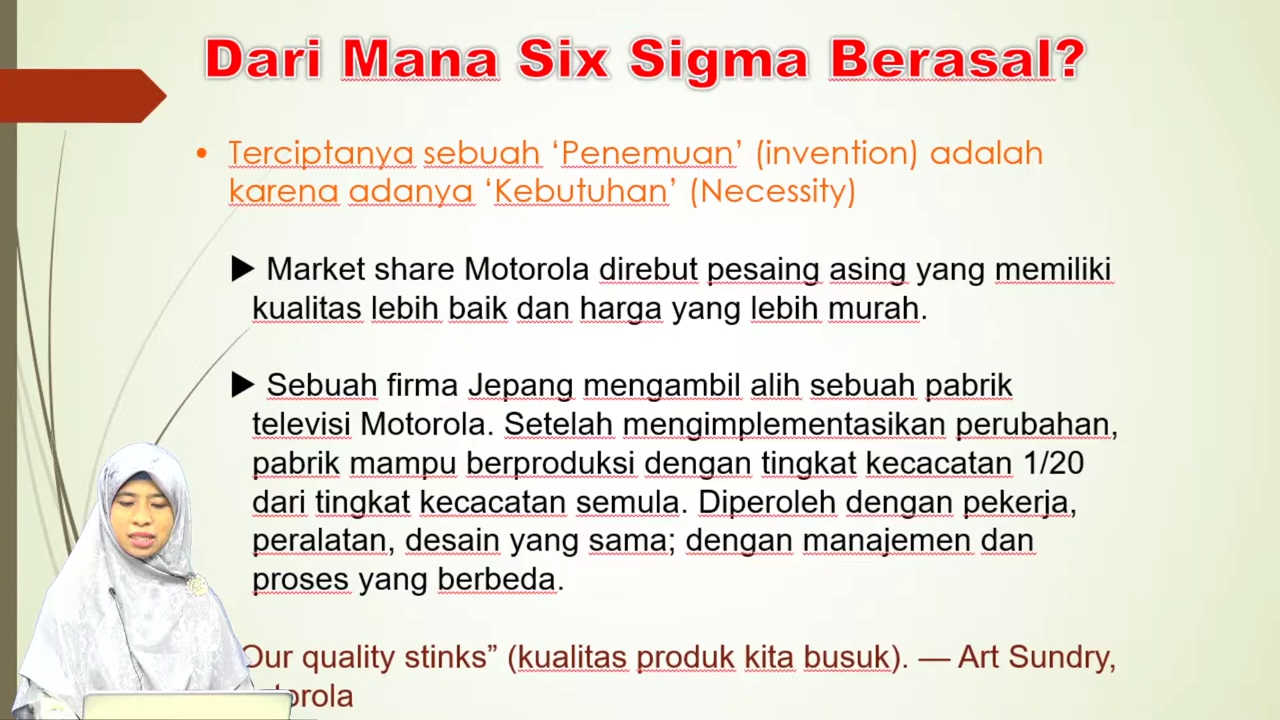 Dari Mana Six Sigma Berasal?
• Terciptanya sebuah ‘Penemuan’ (invention) adalah
karena adanya ‘Kebutuhan’ (Necessity)
▶ Market share Motorola direbut pesaing asing yang memiliki
kualitas lebih baik dan harga yang lebih murah.
▶ Sebuah firma Jepang mengambil alih sebuah pabrik
televisi Motorola. Setelah mengimplementasikan perubahan,
pabrik mampu berproduksi dengan tingkat kecacatan 1/20
dari tingkat kecacatan semula. Diperoleh dengan pekerja,
peralatan, desain yang sama; dengan manajemen dan
proses yang berbeda.
Our quality stinks” (kualitas produk kita busuk). — Art Sundry,